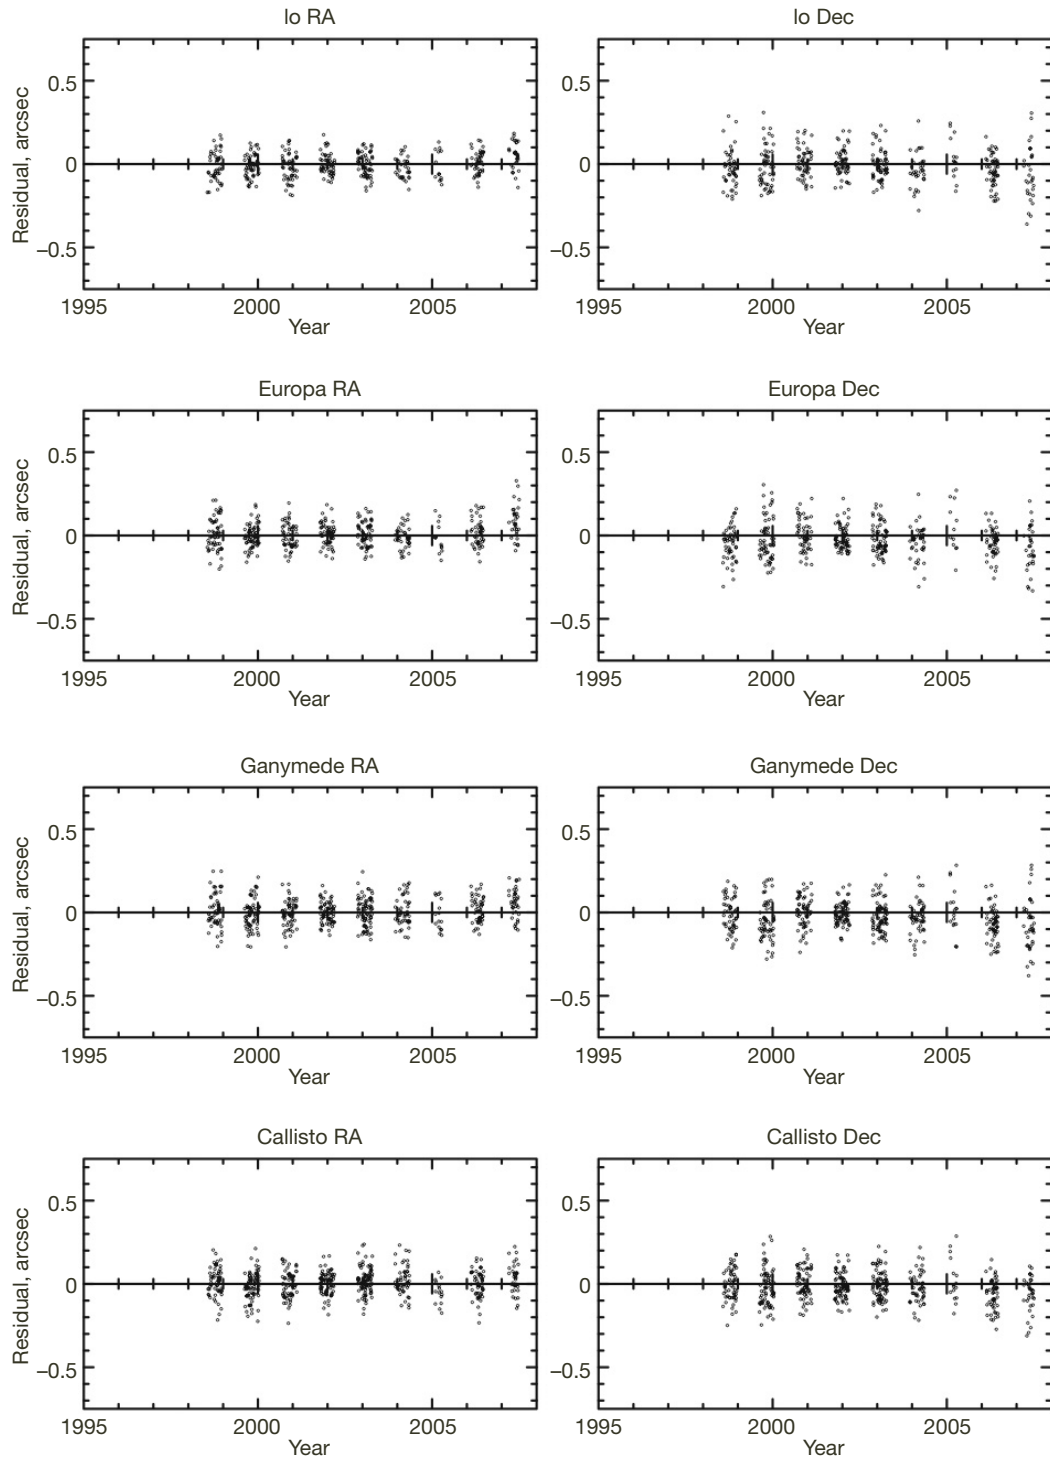 Io RA
Io Dec
Residual, arcsec
0.5
0
–0.5
1995
2000
2005
Year
0.5
0
–0.5
1995
2000
2005
Year
Europa RA
Europa Dec
Residual, arcsec
0.5
0
–0.5
1995
2000
2005
Year
0.5
0
–0.5
1995
2000
2005
Year
Ganymede RA
Ganymede Dec
Residual, arcsec
0.5
0
–0.5
1995
2000
2005
Year
0.5
0
–0.5
1995
2000
2005
Year
Callisto RA
Callisto Dec
Residual, arcsec
0.5
0
–0.5
1995
2000
2005
Year
0.5
0
–0.5
1995
2000
2005
Year